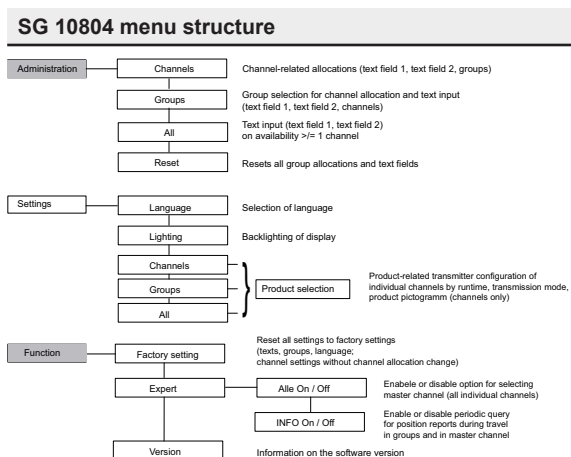 SG 10804 menu structure
Administration
Channels
Channel-related allocations (text field 1, text field 2, groups)
Groups
Group selection for channel allocation and text input
(text field 1, text field 2, channels)
All
Text input (text field 1, text field 2)
on availability >/= 1 channel
Reset
Resets all group allocations and text fields
Settings
Language
Selection of language
Lighting
Backlighting of display
Channels
Groups
All
Product selection
Product-related transmitter configuration of
individual channels by runtime, transmission mode,
product pictogramm (channels only)
Function
Factory setting
Reset all settings to factory settings
(texts, groups, language;
channel settings without channel allocation change)
Expert
Alle On / Off
Enabele or disable option for selecting
master channel (all individual channels)
INFO On / Off
Enable or disable periodic query
for position reports during travel
in groups and in master channel
Version
Information on the software version